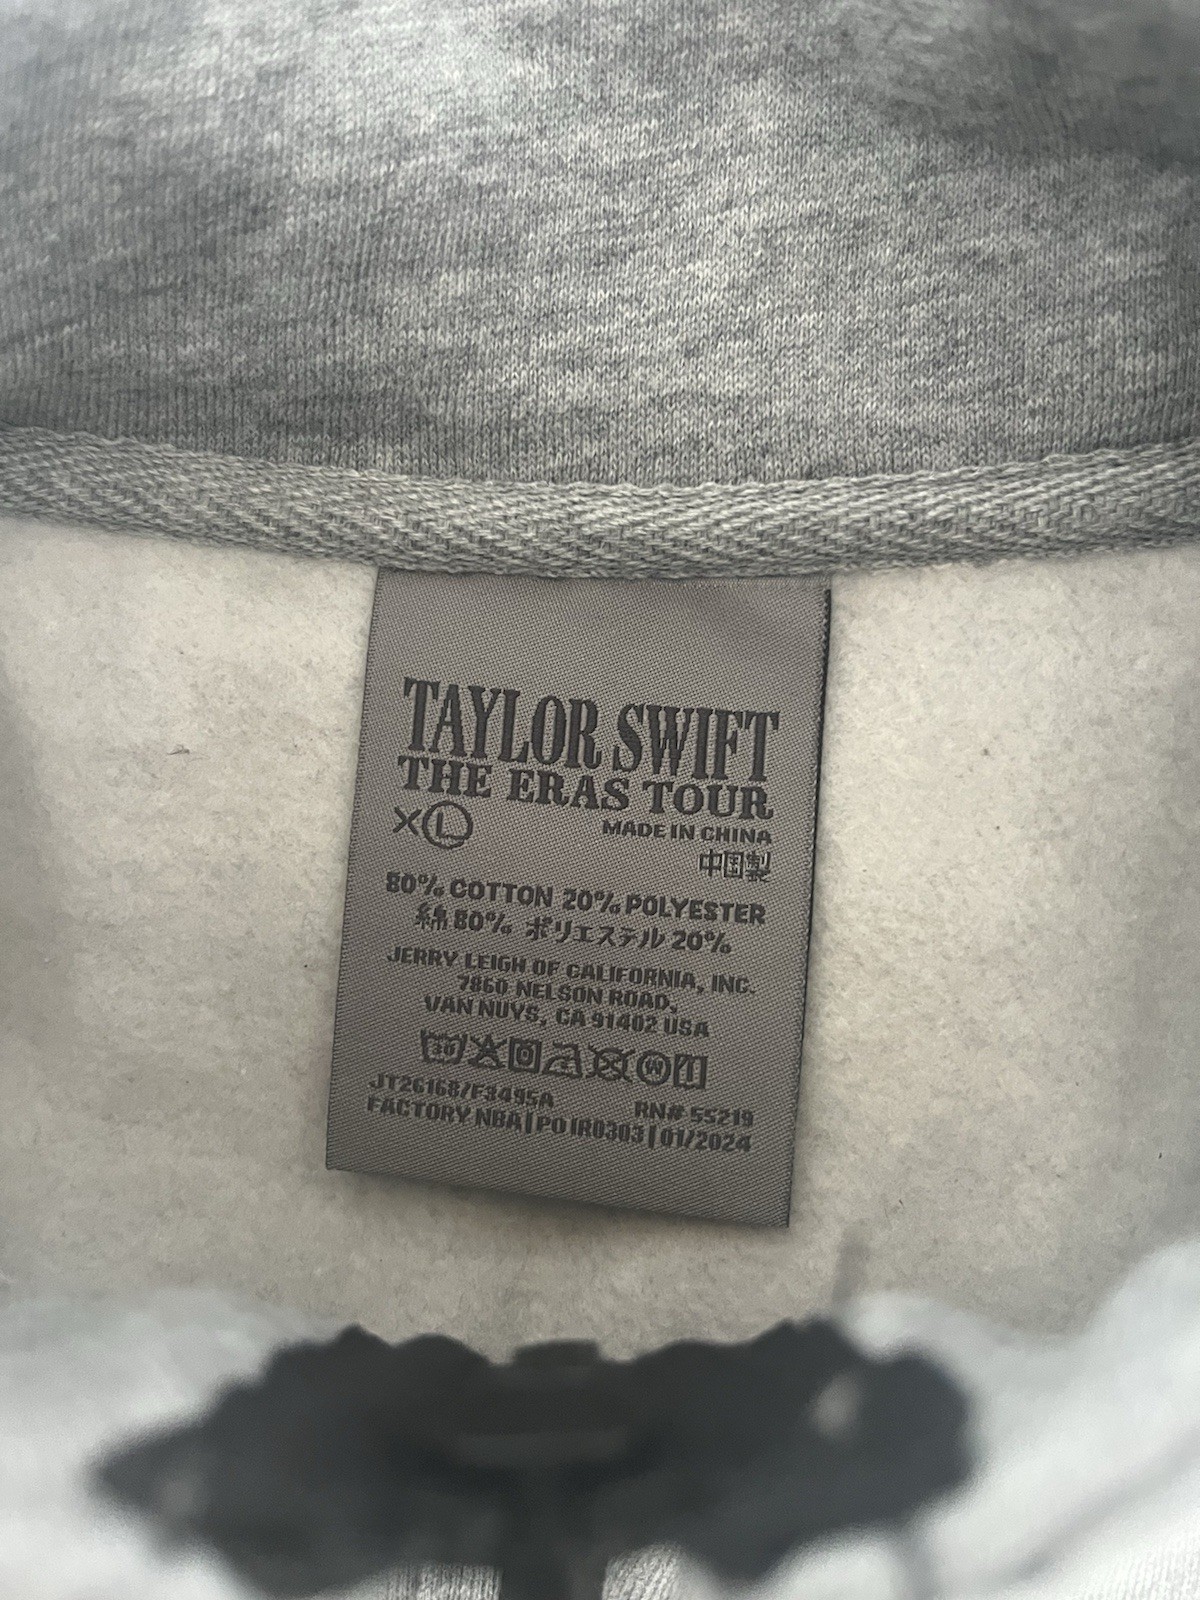 TAYLOR SWIFT
THE ERAS TOUR
XL
MADE IN CHINA
中国製
80% COTTON 20% POLYESTER
綿 80% ポリエステル 20%
JERRY LEIGH OF CALIFORNIA, INC.
7860 NELSON ROAD,
VAN NUYS, CA 91402 USA
30 W
JT26168/F3495A RN# 55219
FACTORY NBA | PO IR0303 | 01/2024